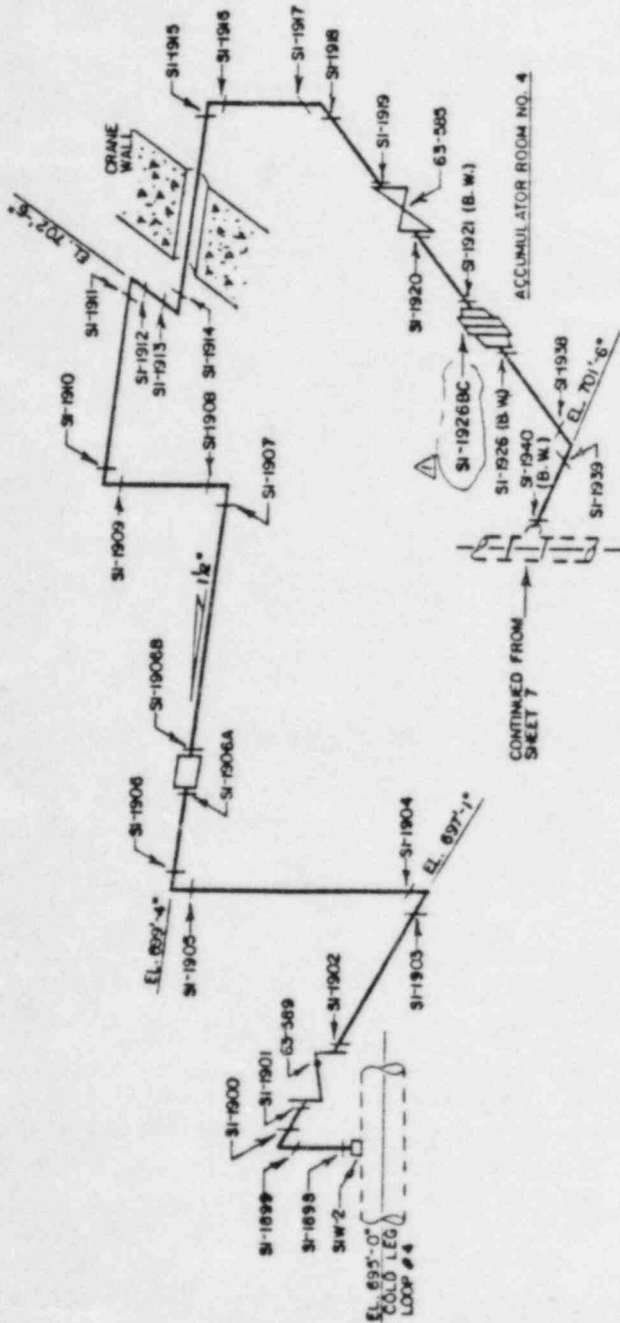 SI-1915
SI-1916
SI-1917
SI-1918
CRANE
WALL
SI-1919
63-585
EL. 702'-6"
SI-1911
SI-1912
SI-1913
SI-1914
SI-1910
SI-1909
SI-1908
SI-1907
SI-1920
SI-1921 (B.W.)
ACCUMULATOR ROOM NO. 4
SI-1926BC
1
SI-1926 (B.W.)
SI-1938
EL. 701'-6"
SI-1940
(B.W.)
SI-1939
CONTINUED FROM
SHEET 7
SI-1906B
SI-1906A
SI-1906
EL. 699'-4"
SI-1905
SI-1904
EL. 697'-1"
SI-1903
SI-1902
63-589
SI-1901
SI-1900
SI-1899
SI-1898
SIW-2
EL. 695'-0"
COLD LEG
LOOP #4